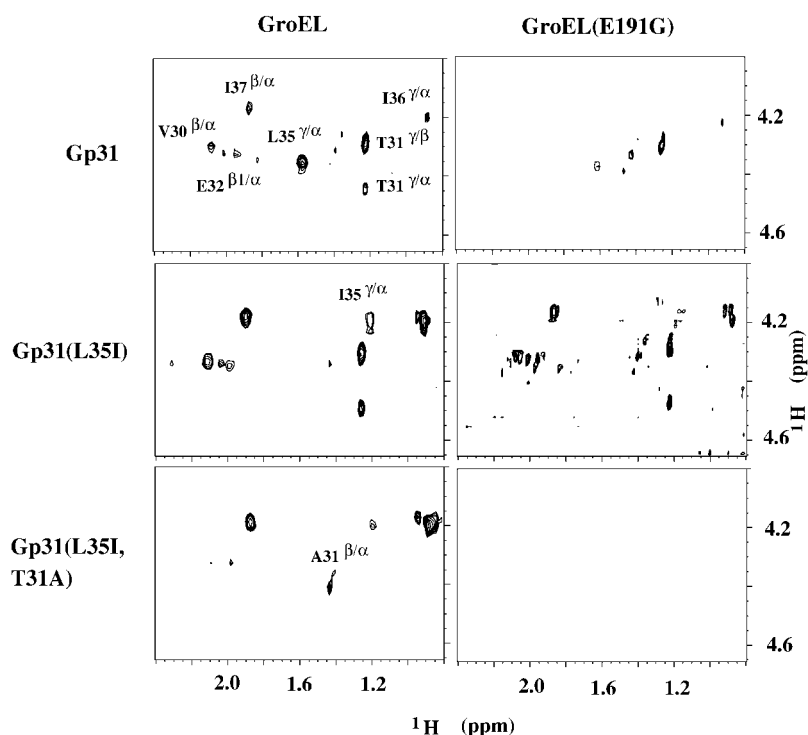 GroEL GroEL(E191G)
Gp31
I37 β/α
I36 γ/α
V30 β/α
L35 γ/α
T31 γ/β
E32 β1/α
T31 γ/α
4.2
4.6
Gp31(L35I)
I35 γ/α
4.2
¹H (ppm)
4.6
Gp31(L35I,
T31A)
A31 β/α
4.2
4.6
2.0 1.6 1.2 2.0 1.6 1.2
¹H (ppm)